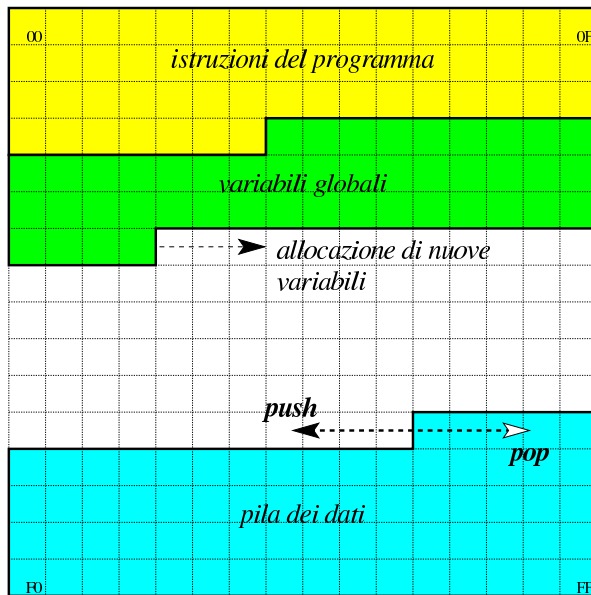 00
0F
istruzioni del programma
variabili globali
allocazione di nuove
variabili
push
pop
pila dei dati
F0
FF